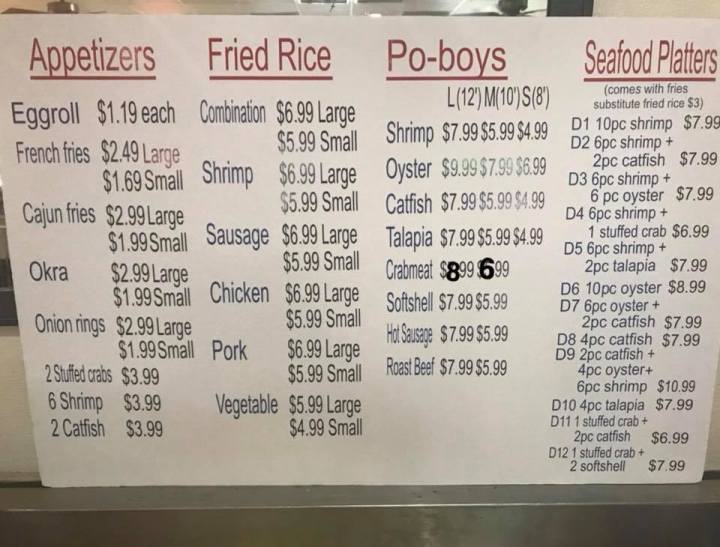 Appetizers
Eggroll $1.19 each
French fries $2.49 Large
$1.69 Small
Cajun fries $2.99 Large
$1.99 Small
Okra $2.99 Large
$1.99 Small
Onion rings $2.99 Large
$1.99 Small
2 Stuffed crabs $3.99
6 Shrimp $3.99
2 Catfish $3.99
Fried Rice
Combination $6.99 Large
$5.99 Small
Shrimp $6.99 Large
$5.99 Small
Sausage $6.99 Large
$5.99 Small
Chicken $6.99 Large
$5.99 Small
Pork $6.99 Large
$5.99 Small
Vegetable $5.99 Large
$4.99 Small
Po-boys
L(12') M(10') S(8')
Shrimp $7.99 $5.99 $4.99
Oyster $9.99 $7.99 $6.99
Catfish $7.99 $5.99 $4.99
Talapia $7.99 $5.99 $4.99
Crabmeat $8.99 $6.99
Softshell $7.99 $5.99
Hot Sausage $7.99 $5.99
Roast Beef $7.99 $5.99
Seafood Platters
(comes with fries
substitute fried rice $3)
D1 10pc shrimp $7.99
D2 6pc shrimp +
2pc catfish $7.99
D3 6pc shrimp +
6 pc oyster $7.99
D4 6pc shrimp +
1 stuffed crab $6.99
D5 6pc shrimp +
2pc talapia $7.99
D6 10pc oyster $8.99
D7 6pc oyster +
2pc catfish $7.99
D8 4pc catfish $7.99
D9 2pc catfish +
4pc oyster+
6pc shrimp $10.99
D10 4pc talapia $7.99
D11 1 stuffed crab +
2pc catfish $6.99
D12 1 stuffed crab +
2 softshell $7.99